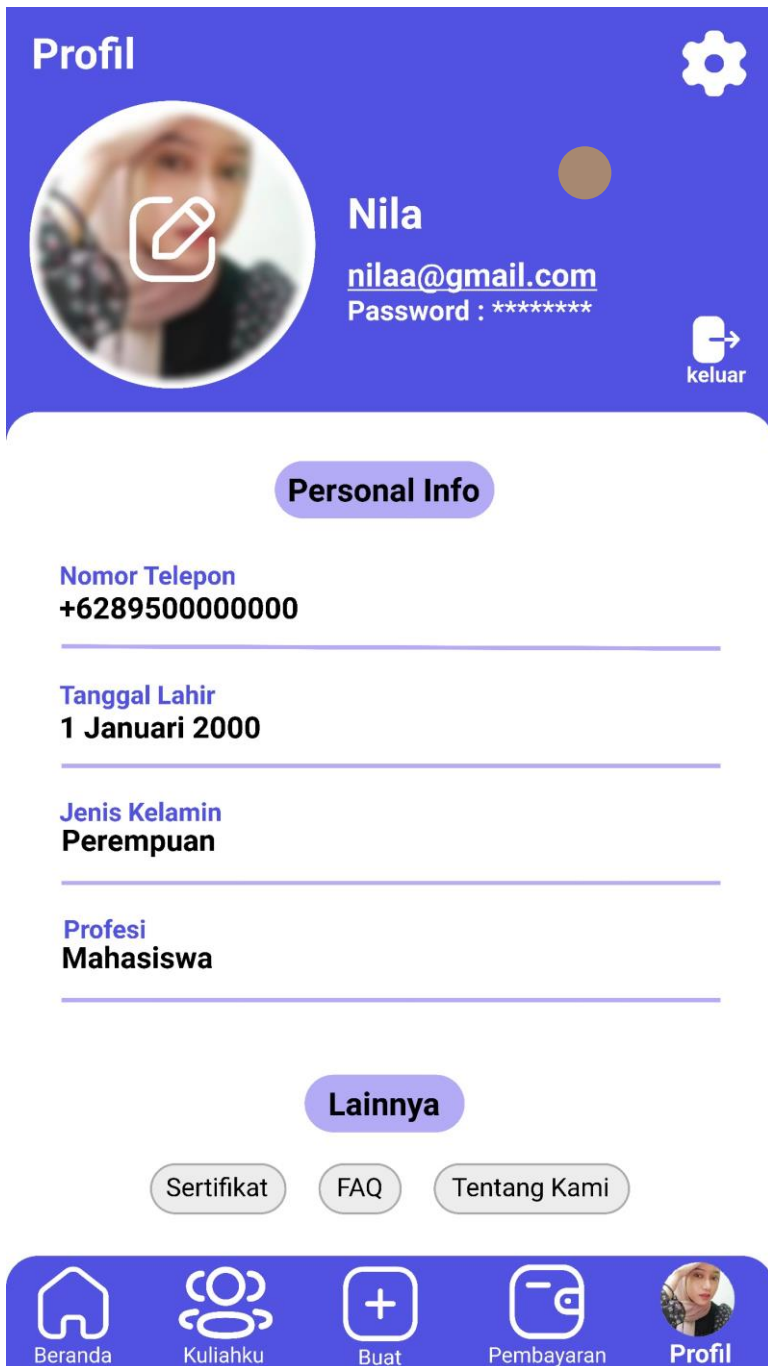 Profil
Nila
nilaa@gmail.com
Password : ********
keluar
Personal Info
Nomor Telepon
+6289500000000
Tanggal Lahir
1 Januari 2000
Jenis Kelamin
Perempuan
Profesi
Mahasiswa
Lainnya
Sertifikat FAQ Tentang Kami
Beranda Kuliahku Buat Pembayaran Profil